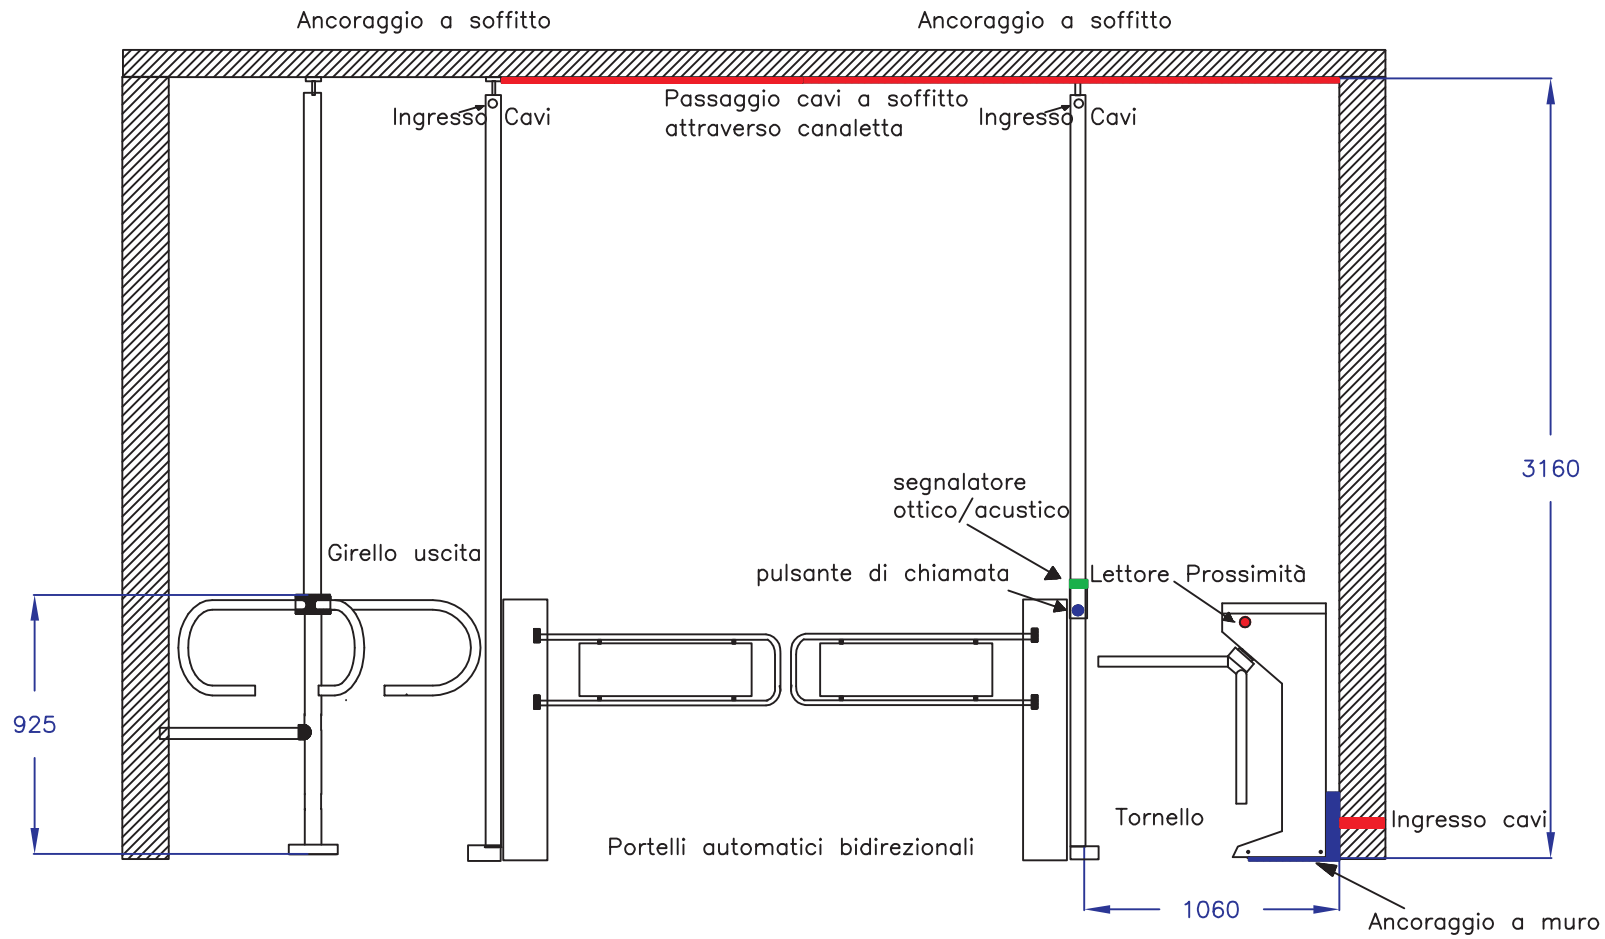 Ancoraggio a soffitto
Ancoraggio a soffitto
Ingresso Cavi
Passaggio cavi a soffitto
attraverso canaletta
Ingresso Cavi
3160
segnalatore
ottico/acustico
Girello uscita
pulsante di chiamata
Lettore Prossimità
925
Tornello
Ingresso cavi
Portelli automatici bidirezionali
1060
Ancoraggio a muro